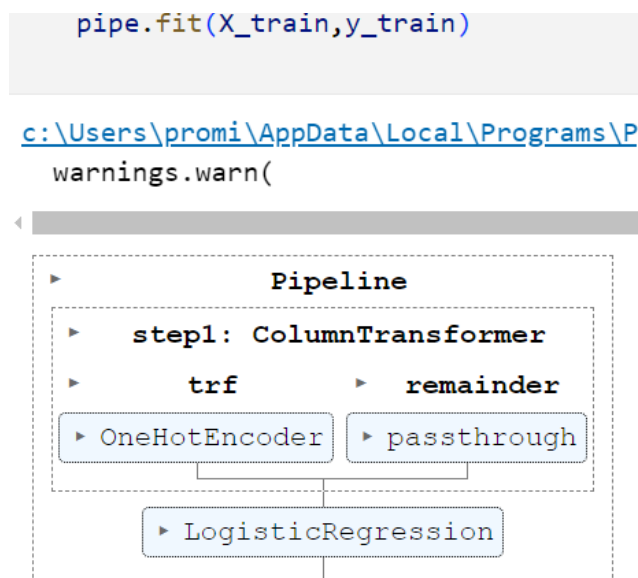 pipe.fit(X_train,y_train)
c:\Users\promi\AppData\Local\Programs\P
warnings.warn(
Pipeline
step1: ColumnTransformer
trf remainder
OneHotEncoder passthrough
LogisticRegression